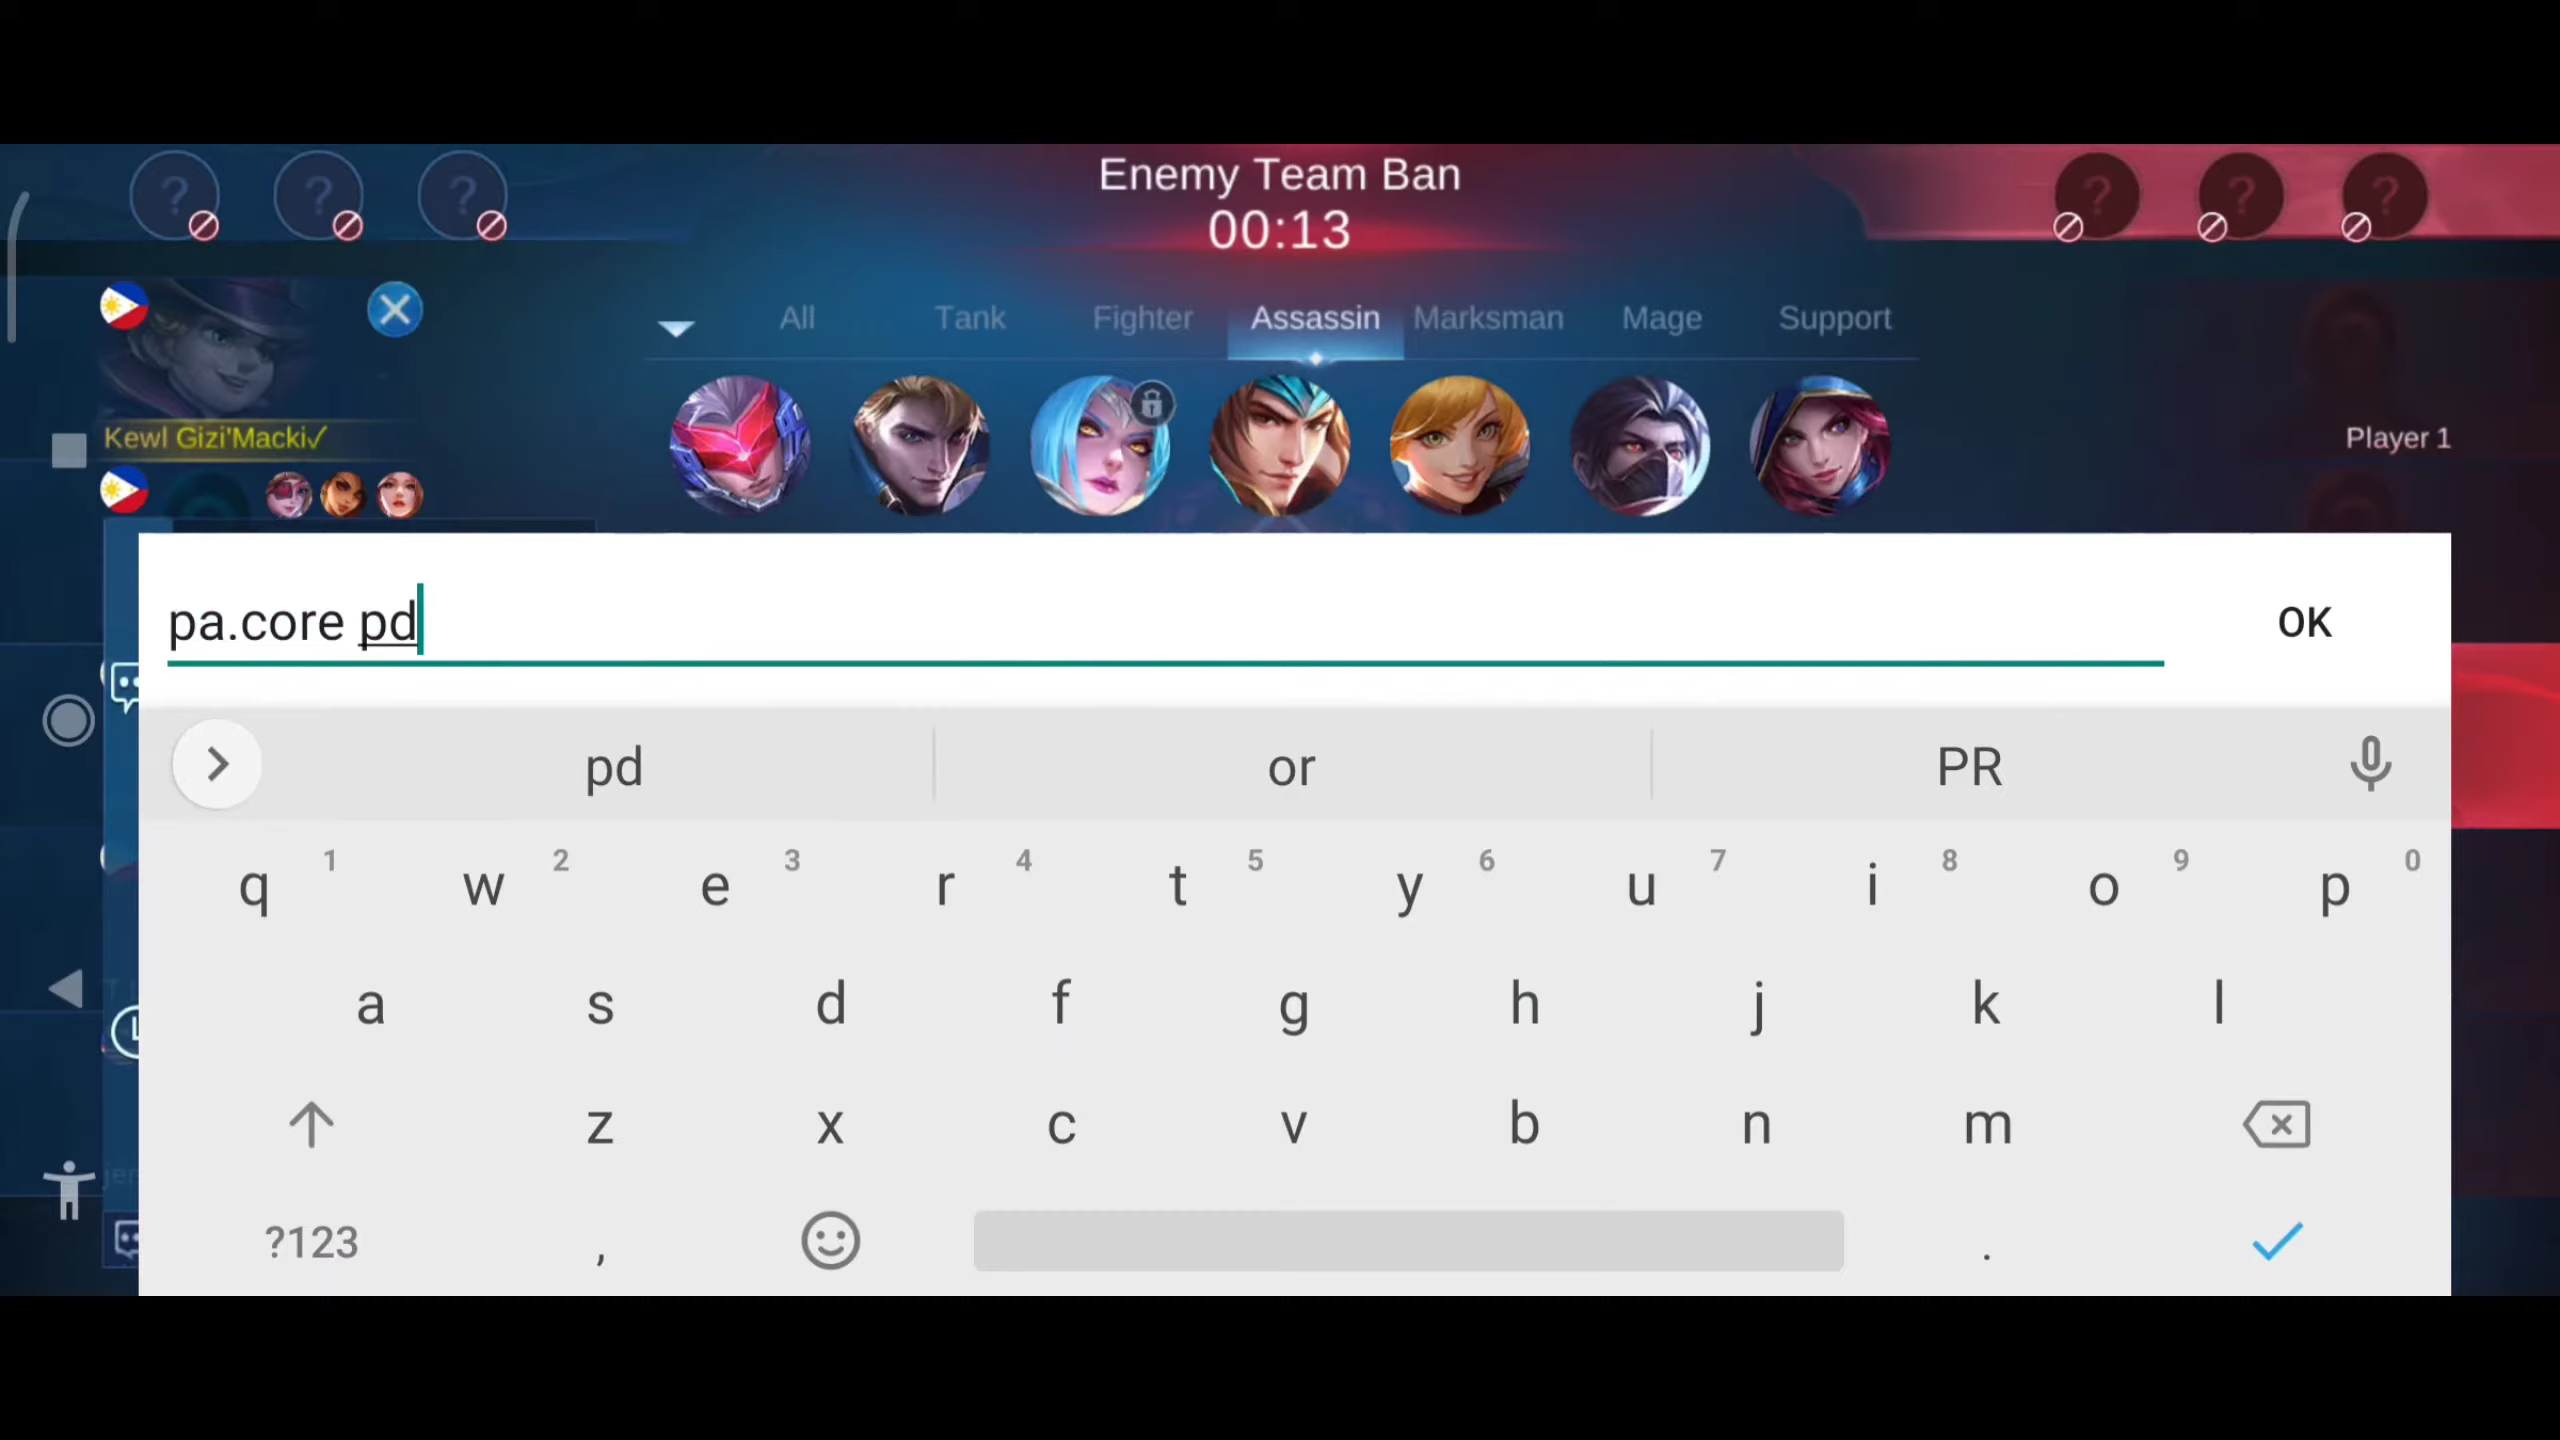 Enemy Team Ban
00:13
All Tank Fighter Assassin Marksman Mage Support
Kewl Gizi'Macki✓
Player 1
pa.core pd
OK
pd or PR
1 2 3 4 5 6 7 8 9 0
q w e r t y u i o p
a s d f g h j k l
z x c v b n m
?123 , .